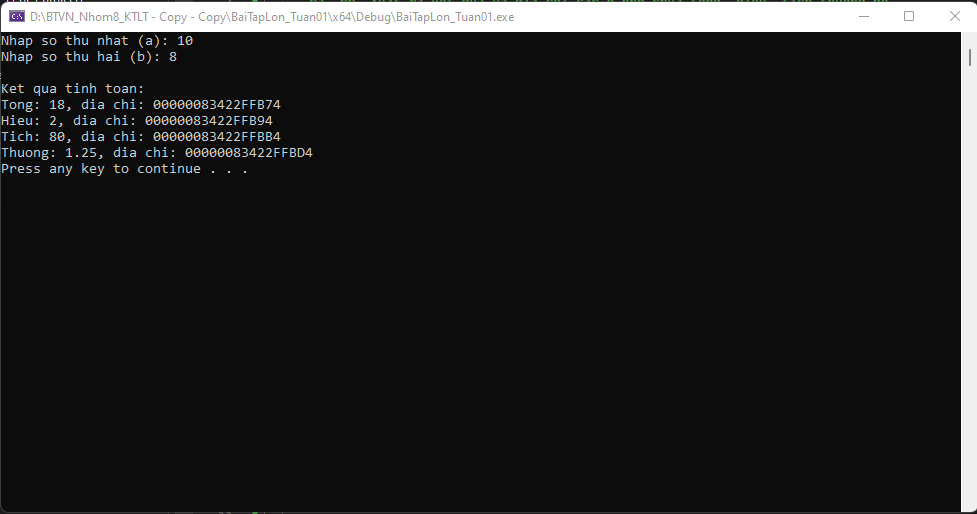 D:\BTVN_Nhom8_KTLT - Copy - Copy\BaiTapLon_Tuan01\x64\Debug\BaiTapLon_Tuan01.exe
Nhap so thu nhat (a): 10
Nhap so thu hai (b): 8
Ket qua tinh toan:
Tong: 18, dia chi: 00000083422FFB74
Hieu: 2, dia chi: 00000083422FFB94
Tich: 80, dia chi: 00000083422FFBB4
Thuong: 1.25, dia chi: 00000083422FFBD4
Press any key to continue . . .